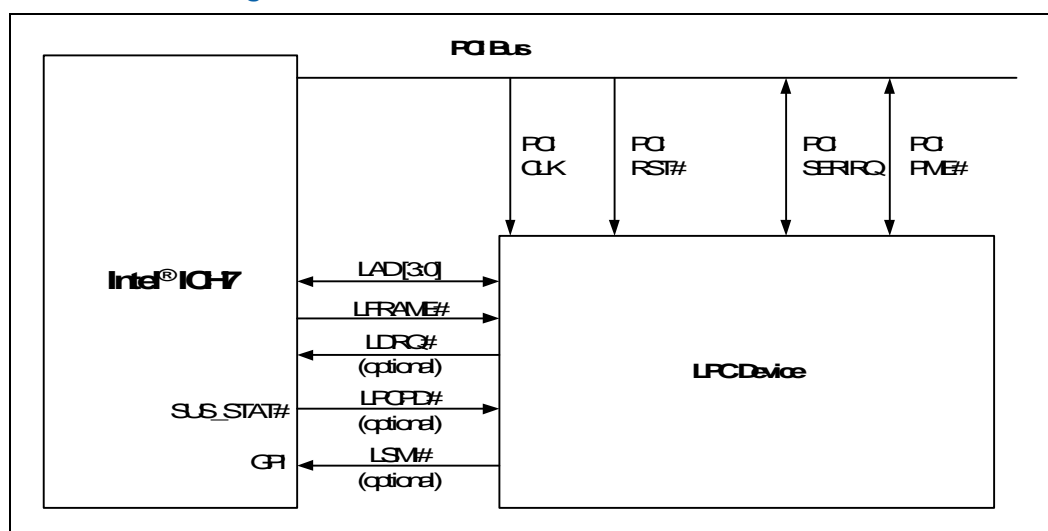 PCI Bus
PCI
CLK
PCI
RST#
PCI
SERIRQ
PCI
PME#
Intel® ICH7
LAD[3:0]
LFRAME#
LDRQ#
(optional)
LPC Device
SUS_STAT#
LPCPD#
(optional)
GPI
LSMI#
(optional)